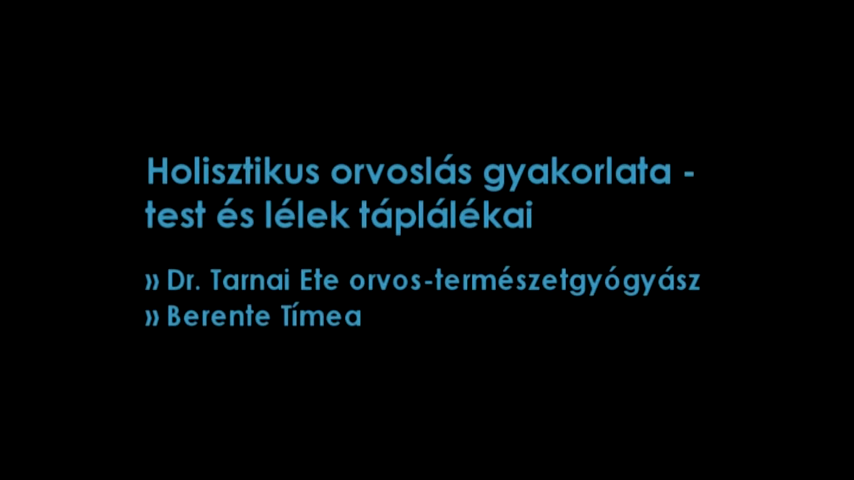 Holisztikus orvoslás gyakorlata -
test és lélek táplálékai
» Dr. Tarnai Ete orvos-természetgyógyász
» Berente Tímea